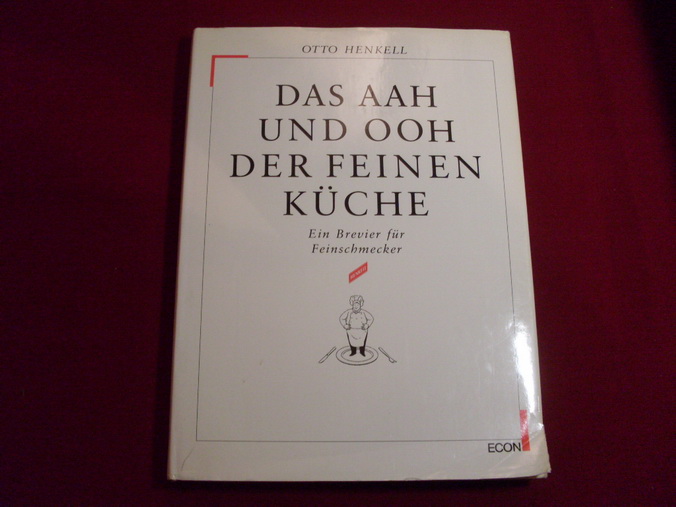 OTTO HENKELL
DAS AAH
UND OOH
DER FEINEN
KÜCHE
Ein Brevier für
Feinschmecker
ECON